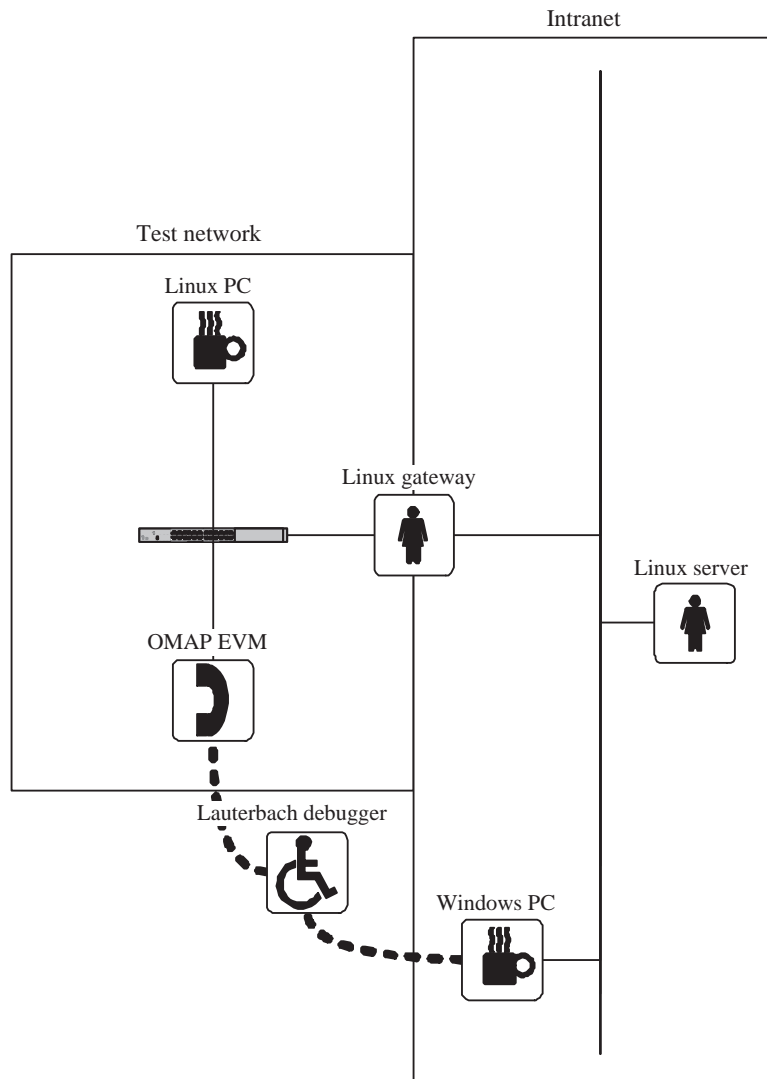 Intranet
Test network
Linux PC
Linux gateway
Linux server
OMAP EVM
Lauterbach debugger
Windows PC